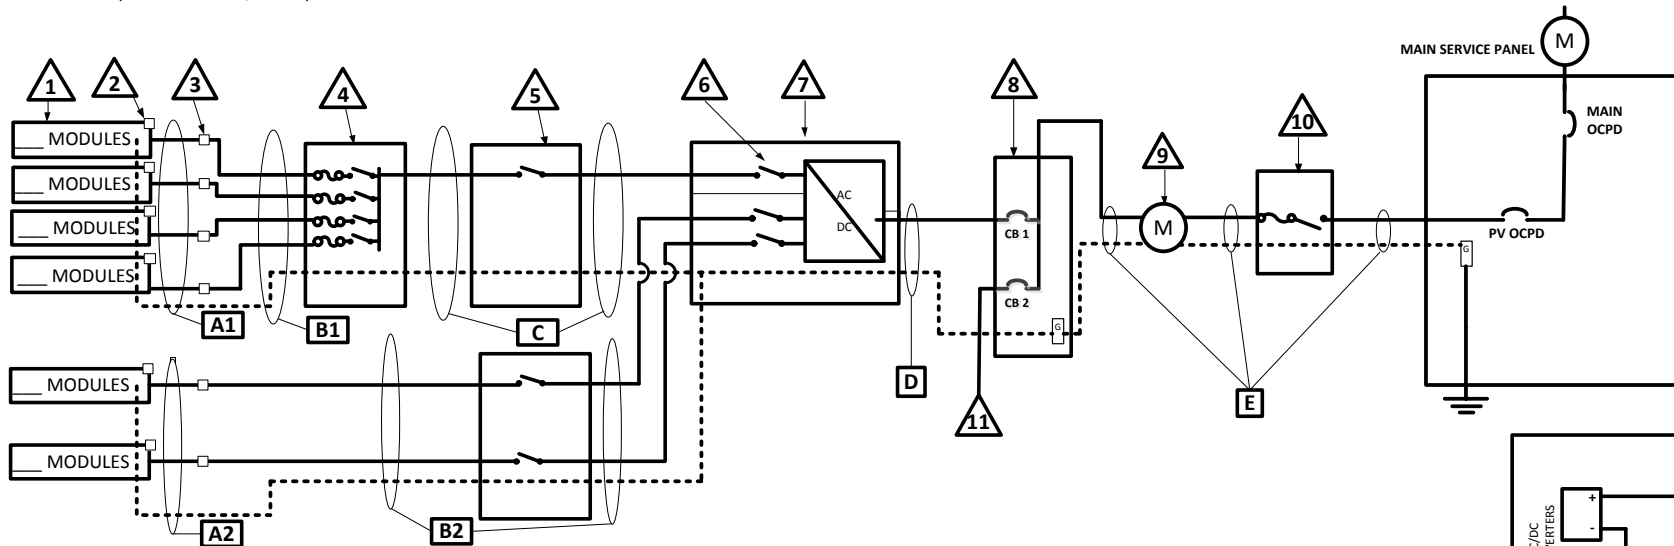 MAIN SERVICE PANEL
M
1
2
3
4
5
6
7
8
9
10
MAIN
OCPD
___ MODULES
___ MODULES
___ MODULES
___ MODULES
AC
DC
CB 1
M
PV OCPD
G
CB 2
G
A1
B1
C
D
E
11
___ MODULES
___ MODULES
A2
B2
+
-